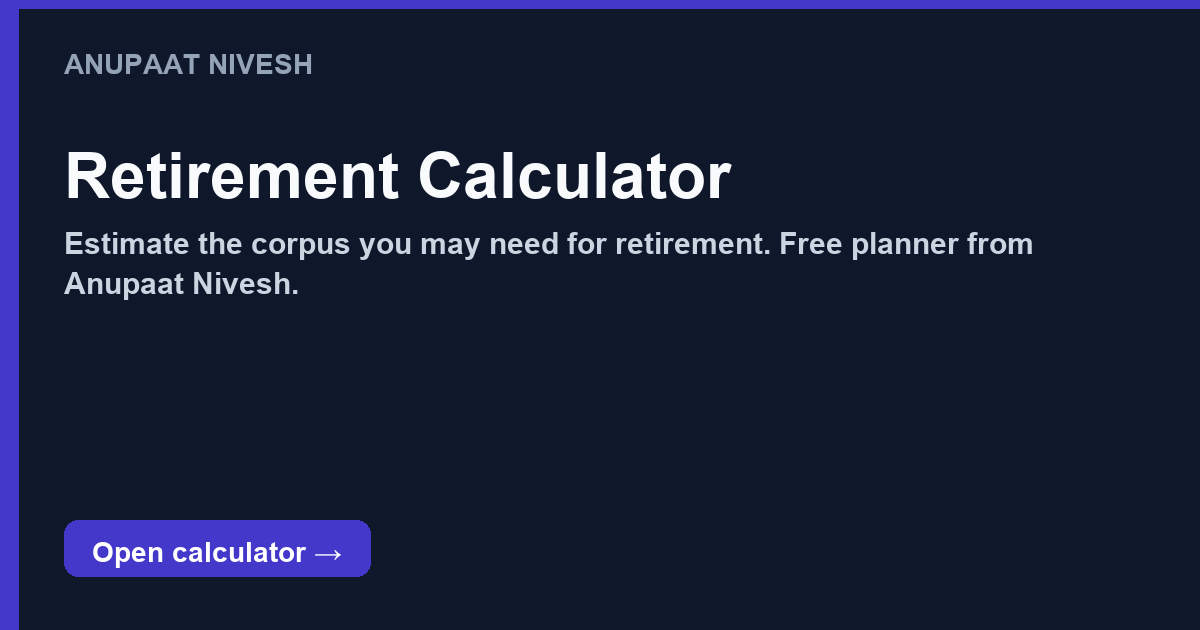 ANUPAAT NIVESH
Retirement Calculator
Estimate the corpus you may need for retirement. Free planner from
Anupaat Nivesh.
Open calculator →